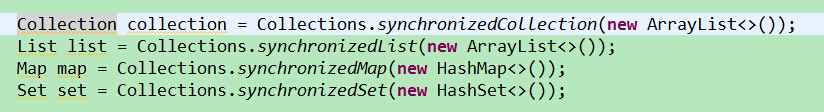 Collection collection = Collections.synchronizedCollection(new ArrayList<>());
List list = Collections.synchronizedList(new ArrayList<>());
Map map = Collections.synchronizedMap(new HashMap<>());
Set set = Collections.synchronizedSet(new HashSet<>());